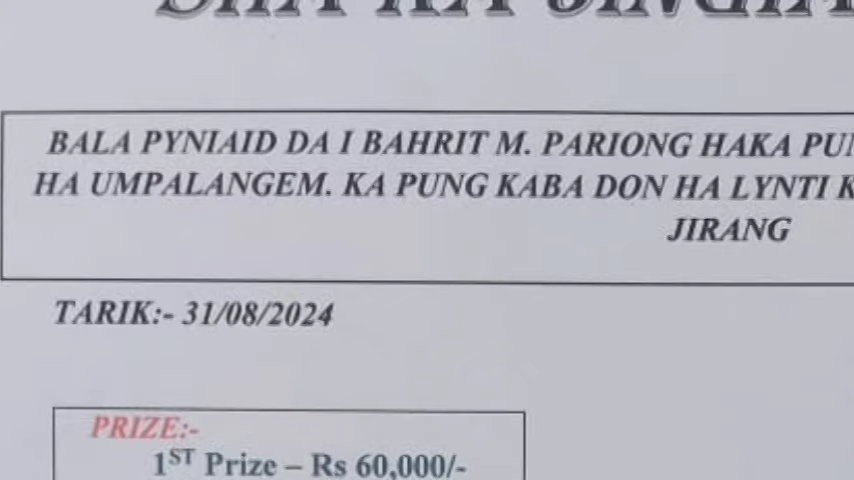 BALA PYNIAID DA I BAHRIT M. PARIONG HAKA
HA UMPALANGEM. KA PUNG KABA DON HA LYNTI
JIRANG
TARIK:- 31/08/2024
PRIZE:-
1ST Prize – Rs 60,000/-